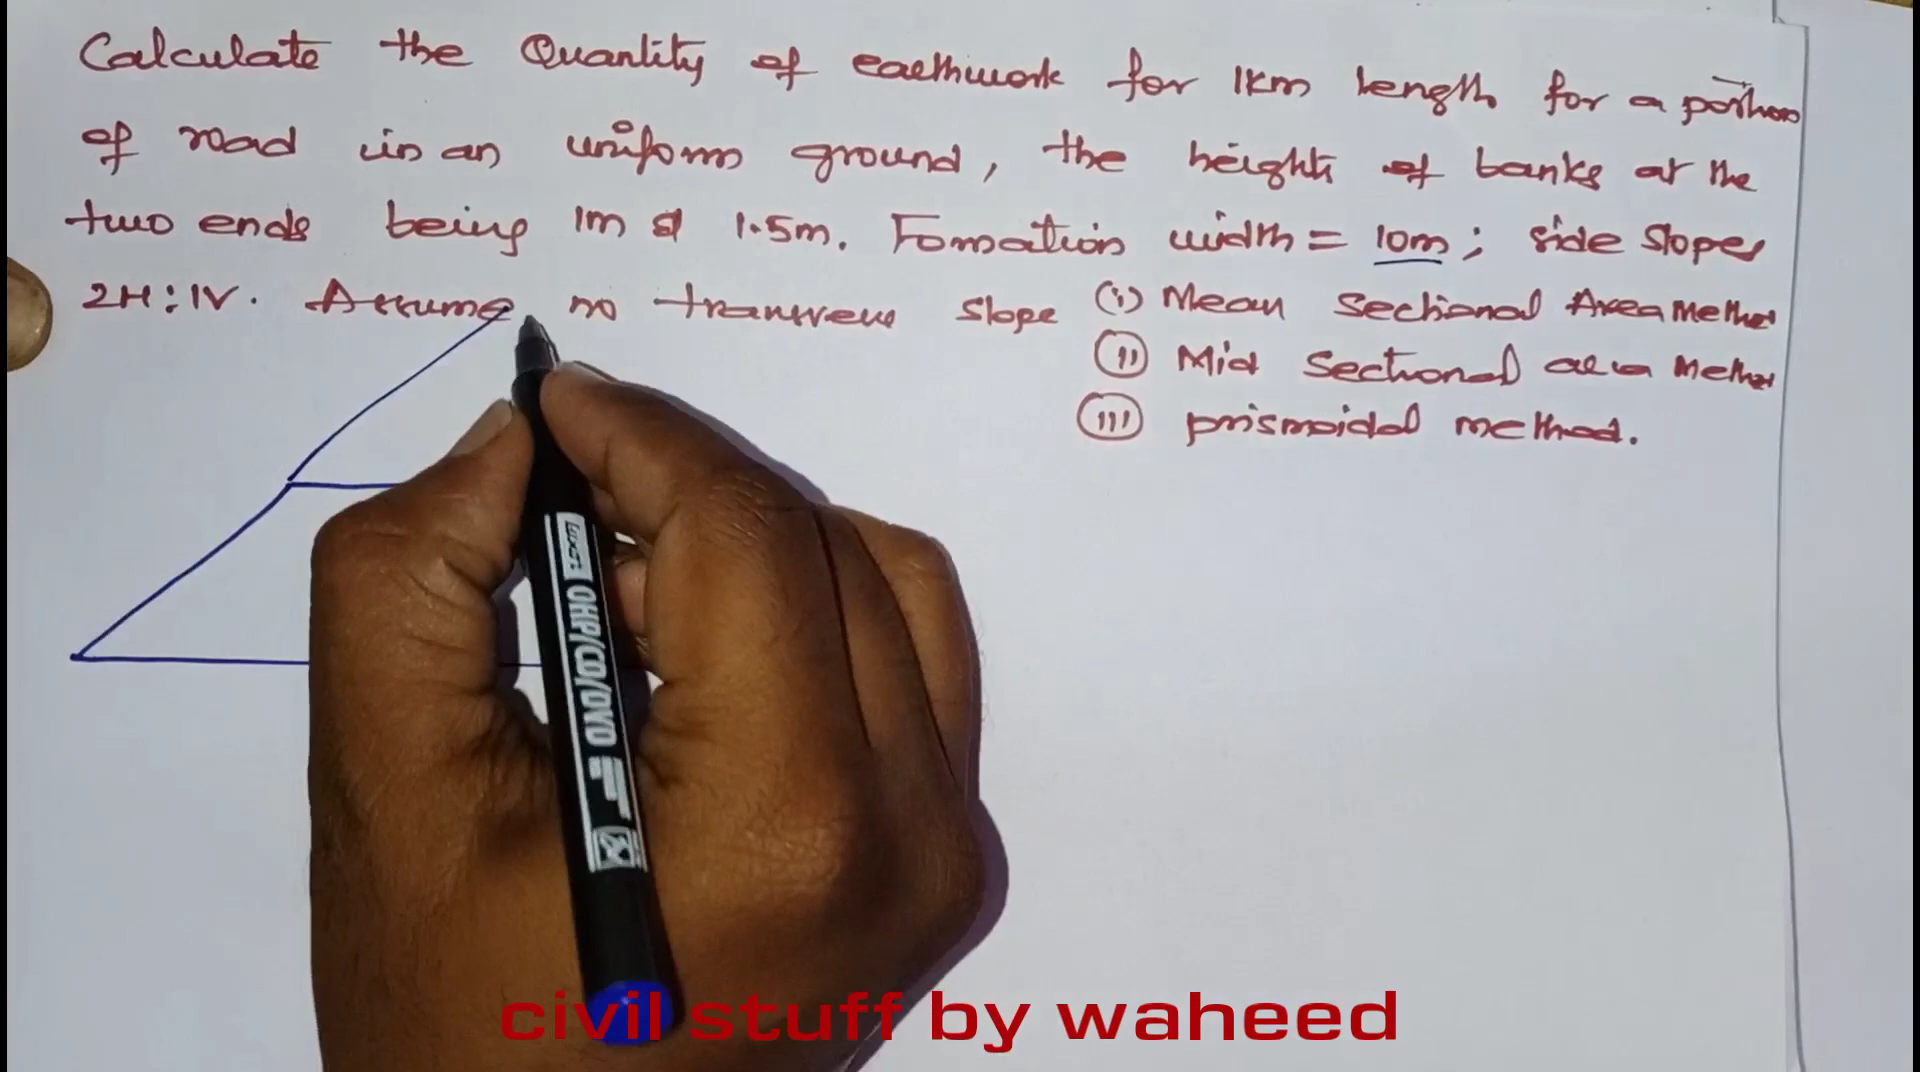 Calculate the Quantity of earthwork for 1km length for a portion
of road in an uniform ground, the heights of banks at the
two ends being 1m & 1.5m. Formation width = 10m; side slopes
2H:1V. Assume no transverse slope (i) Mean Sectional Area Method
(ii) Mid Sectional area Method
(iii) prismoidal method.
LUXOR
OHP/CD/DVD
civil stuff by waheed